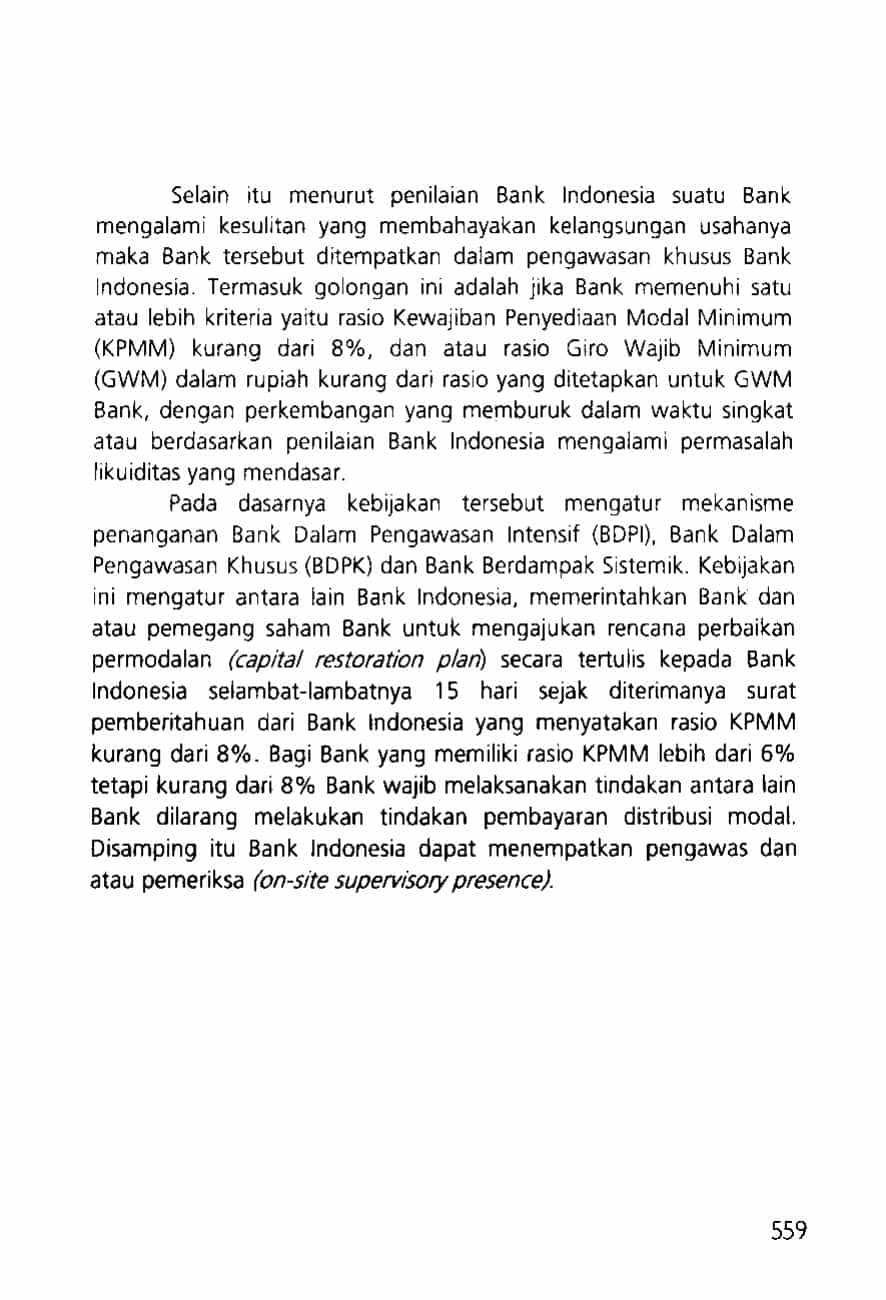 Selain itu menurut penilaian Bank Indonesia suatu Bank
mengalami kesulitan yang membahayakan kelangsungan usahanya
maka Bank tersebut ditempatkan dalam pengawasan khusus Bank
Indonesia. Termasuk golongan ini adalah jika Bank memenuhi satu
atau lebih kriteria yaitu rasio Kewajiban Penyediaan Modal Minimum
(KPMM) kurang dari 8%, dan atau rasio Giro Wajib Minimum
(GWM) dalam rupiah kurang dari rasio yang ditetapkan untuk GWM
Bank, dengan perkembangan yang memburuk dalam waktu singkat
atau berdasarkan penilaian Bank Indonesia mengalami permasalah
likuiditas yang mendasar.
Pada dasarnya kebijakan tersebut mengatur mekanisme
penanganan Bank Dalam Pengawasan Intensif (BDPI), Bank Dalam
Pengawasan Khusus (BDPK) dan Bank Berdampak Sistemik. Kebijakan
ini mengatur antara lain Bank Indonesia, memerintahkan Bank dan
atau pemegang saham Bank untuk mengajukan rencana perbaikan
permodalan (capital restoration plan) secara tertulis kepada Bank
Indonesia selambat-lambatnya 15 hari sejak diterimanya surat
pemberitahuan dari Bank Indonesia yang menyatakan rasio KPMM
kurang dari 8%. Bagi Bank yang memiliki rasio KPMM lebih dari 6%
tetapi kurang dari 8% Bank wajib melaksanakan tindakan antara lain
Bank dilarang melakukan tindakan pembayaran distribusi modal.
Disamping itu Bank Indonesia dapat menempatkan pengawas dan
atau pemeriksa (on-site supervisory presence).
559